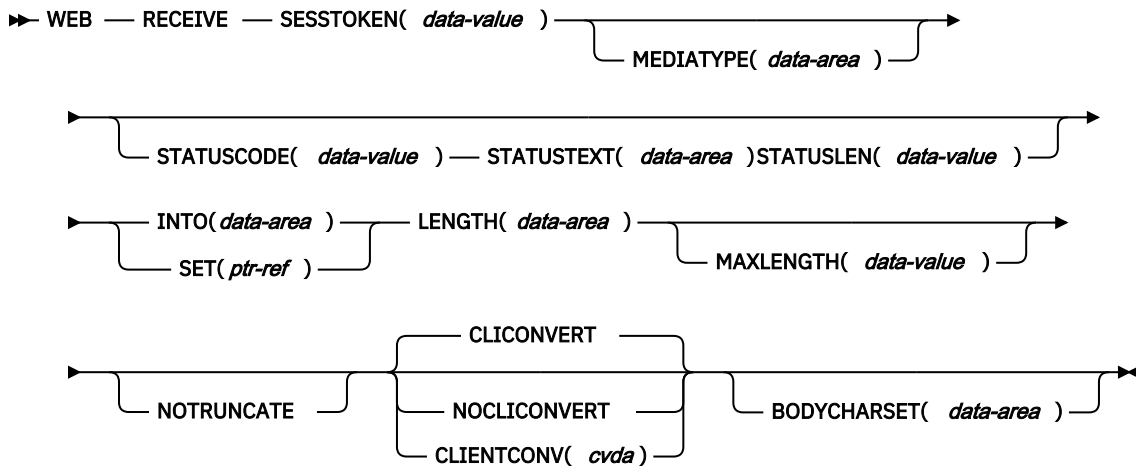 WEB RECEIVE SESSTOKEN( data-value )
MEDIATYPE( data-area )
STATUSCODE( data-value ) STATUSTEXT( data-area )STATUSLEN( data-value )
INTO(data-area ) LENGTH( data-area )
SET(ptr-ref ) MAXLENGTH( data-value )
CLICONVERT
NOTRUNCATE NOCLICONVERT BODYCHARSET( data-area )
CLIENTCONV( cvda )